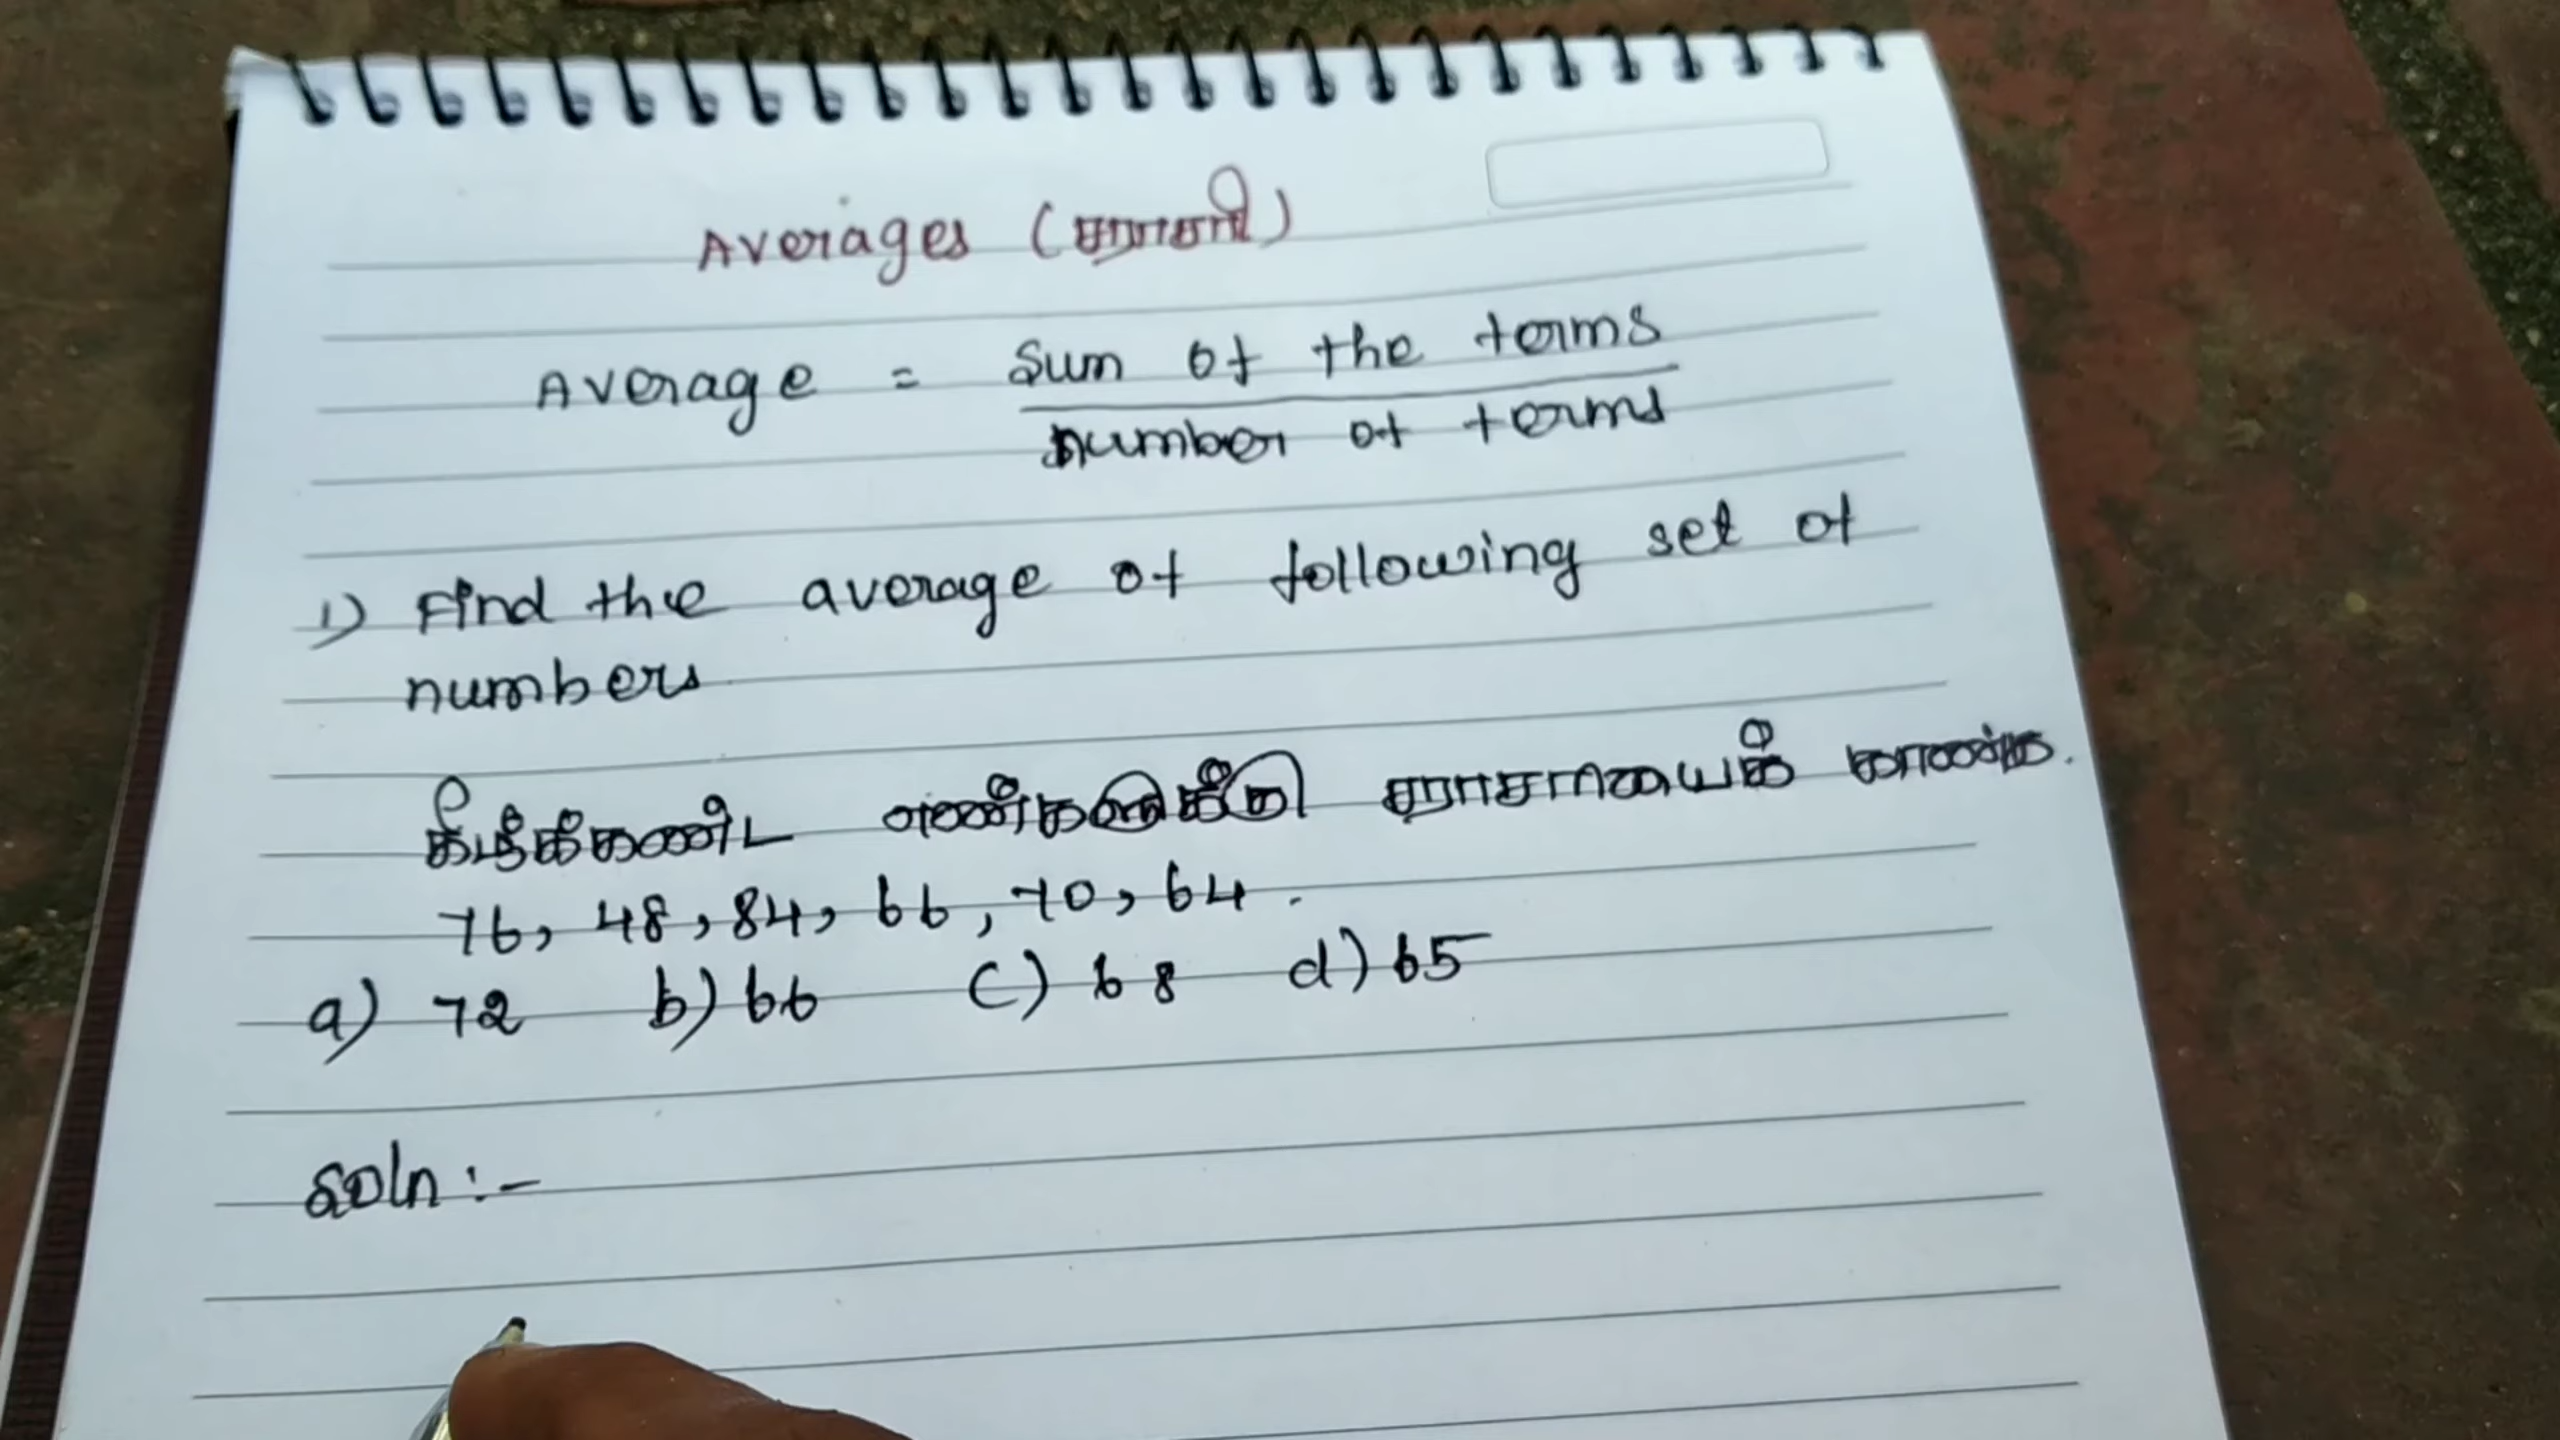 Averages (சராசரி)
Average = Sum of the terms
number of terms
1) Find the average of following set of
numbers
கீழ்க்கண்ட எண்களுக்கு சராசரியைக் காண்க.
76, 48, 84, 66, 70, 64.
a) 72 b) 66 c) 68 d) 65
Soln :-